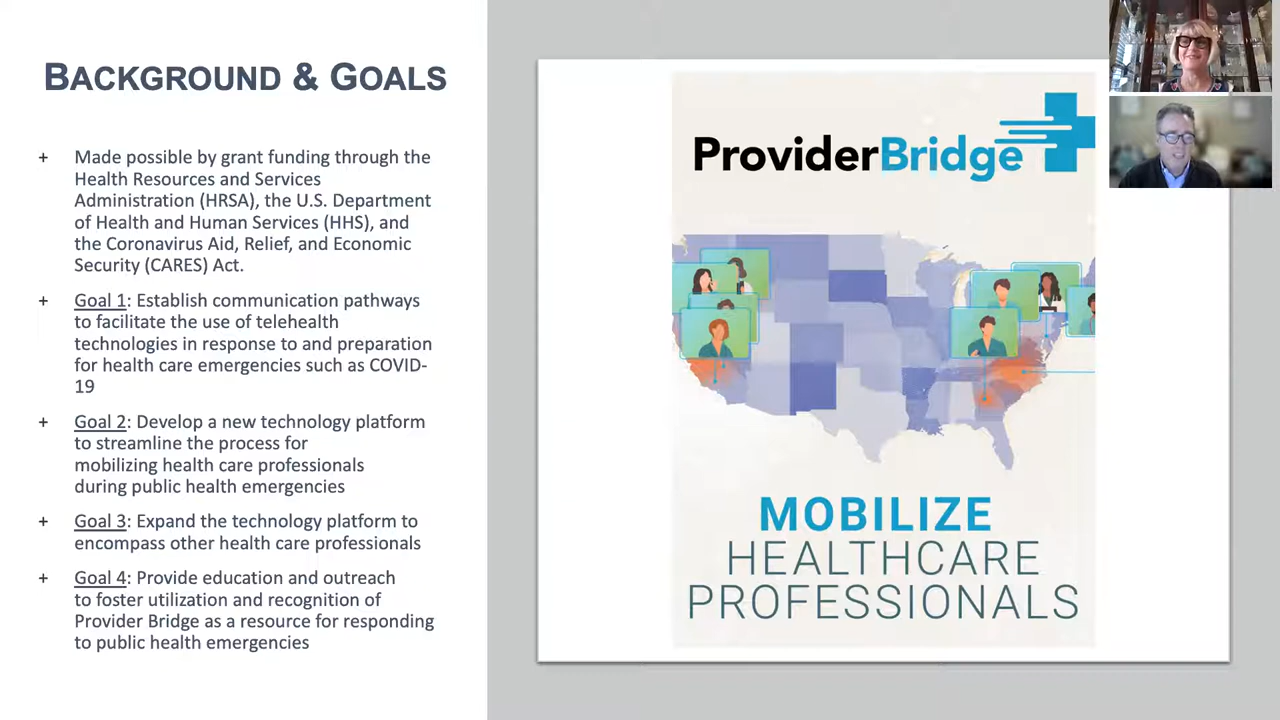 BACKGROUND & GOALS
+ Made possible by grant funding through the
Health Resources and Services
Administration (HRSA), the U.S. Department
of Health and Human Services (HHS), and
the Coronavirus Aid, Relief, and Economic
Security (CARES) Act.
+ Goal 1: Establish communication pathways
to facilitate the use of telehealth
technologies in response to and preparation
for health care emergencies such as COVID-
19
+ Goal 2: Develop a new technology platform
to streamline the process for
mobilizing health care professionals
during public health emergencies
+ Goal 3: Expand the technology platform to
encompass other health care professionals
+ Goal 4: Provide education and outreach
to foster utilization and recognition of
Provider Bridge as a resource for responding
to public health emergencies
ProviderBridge
MOBILIZE
HEALTHCARE
PROFESSIONALS